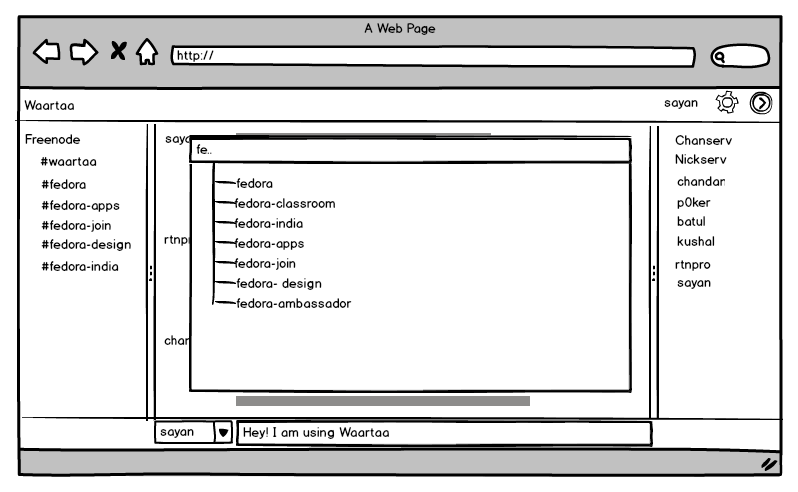 A Web Page
http://
Waartaa
sayan
Freenode
#waartaa
#fedora
#fedora-apps
#fedora-join
#fedora-design
#fedora-india
saya
rtnpr
char
fe..
fedora
fedora-classroom
fedora-india
fedora-apps
fedora-join
fedora- design
fedora-ambassador
Chanserv
Nickserv
chandan
p0ker
batul
kushal
rtnpro
sayan
sayan
Hey! I am using Waartaa